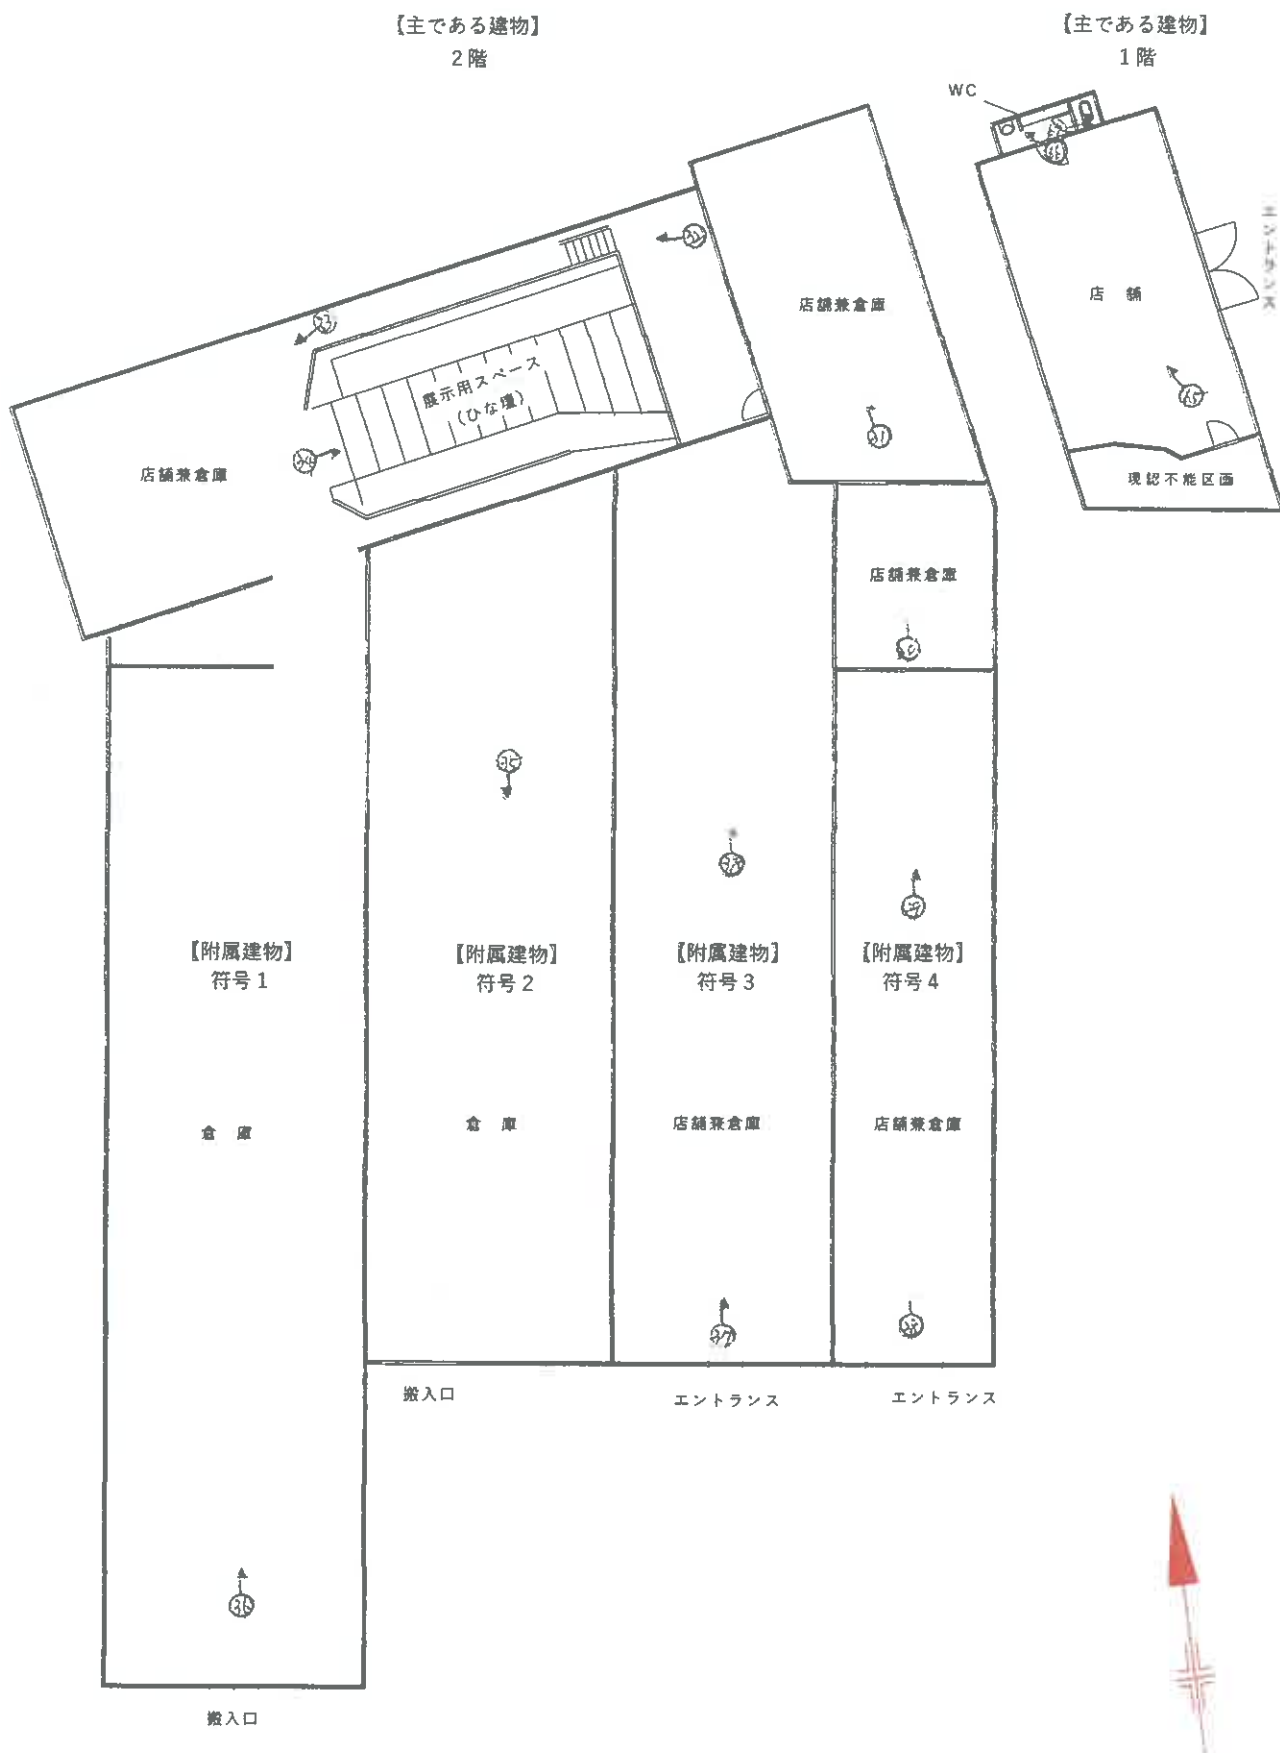 【主である建物】
2階
【主である建物】
1階
WC
エントランス
店舗兼倉庫
店　舗
展示用スペース
（ひな壇）
店舗兼倉庫
現認不能区画
店舗兼倉庫
【附属建物】
符号1
【附属建物】
符号2
【附属建物】
符号3
【附属建物】
符号4
倉　庫
倉　庫
店舗兼倉庫
店舗兼倉庫
36
37
搬入口
エントランス
エントランス
搬入口